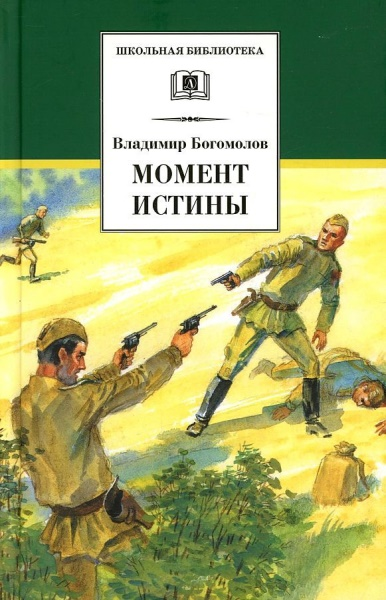 ШКОЛЬНАЯ БИБЛИОТЕКА
Владимир Богомолов
МОМЕНТ
ИСТИНЫ